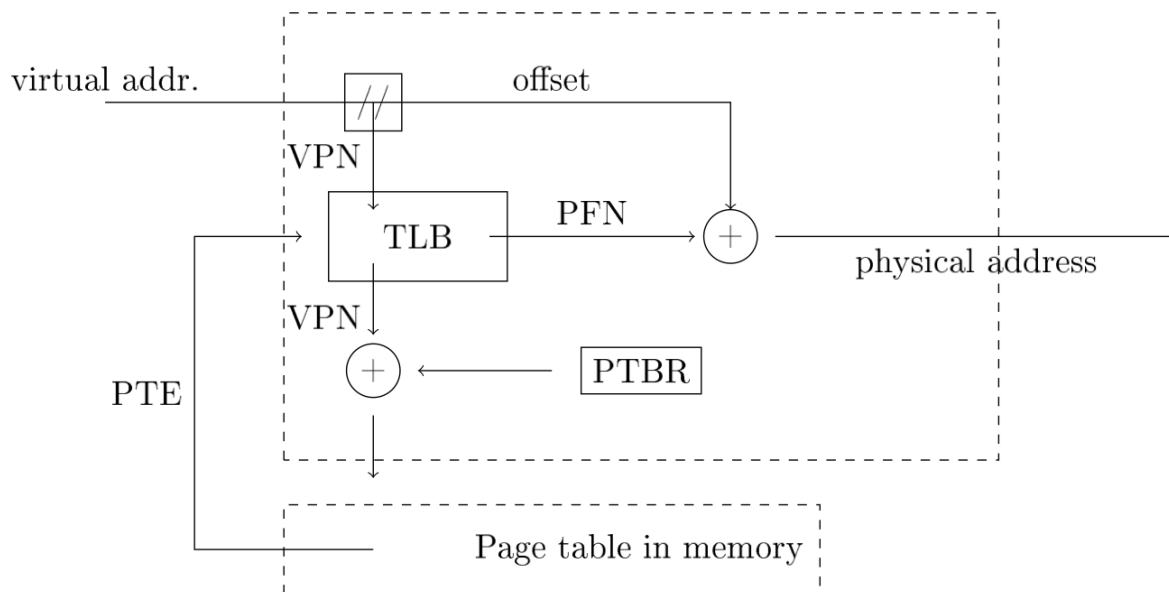 virtual addr.
offset
//
VPN
TLB
PFN
+
physical address
VPN
+
PTBR
PTE
Page table in memory